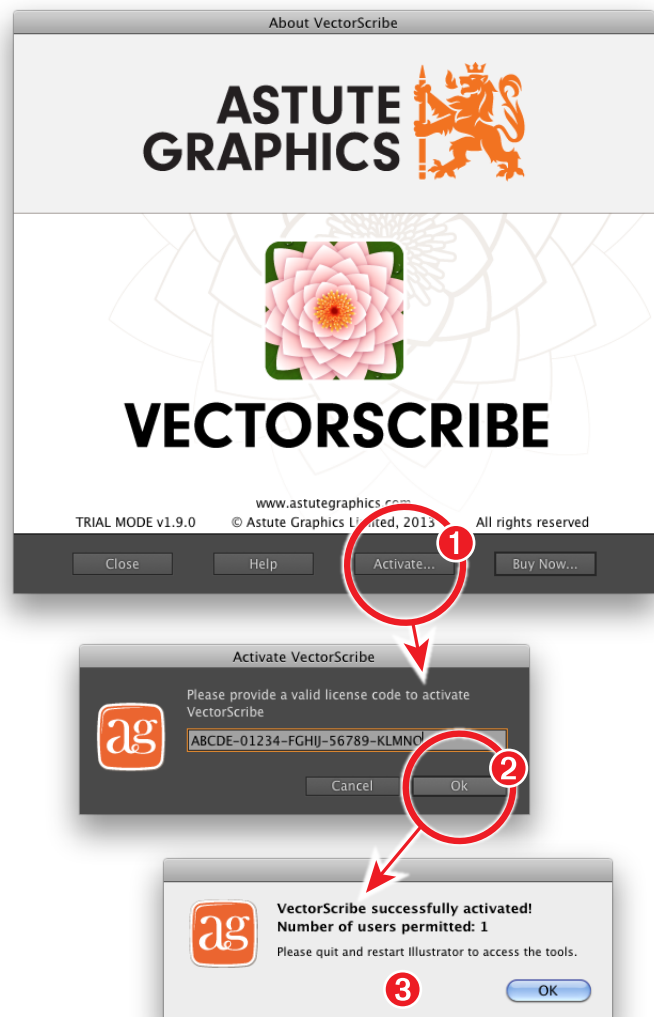 About VectorScribe
ASTUTE
GRAPHICS
VECTORSCRIBE
www.astutegraphics.com
TRIAL MODE v1.9.0 © Astute Graphics Limited, 2013 All rights reserved
1
Close Help Activate... Buy Now...
Activate VectorScribe
Please provide a valid license code to activate
VectorScribe
ag
ABCDE-01234-FGHIJ-56789-KLMNO
2
Cancel Ok
VectorScribe successfully activated!
Number of users permitted: 1
ag
Please quit and restart Illustrator to access the tools.
3
OK